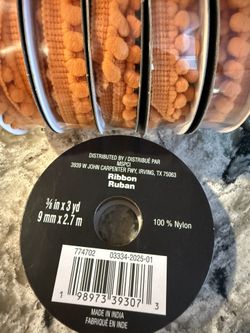 DISTRIBUTED BY / DISTRIBUÉ PAR
MSPCI
3939 W JOHN CARPENTER FWY, IRVING, TX 75063
Ribbon
Ruban
⅜ in x 3 yd
9 mm x 2.7 m
100 % Nylon
774702
03334-2025-01
1 98973 39307 3
MADE IN INDIA
FABRIQUÉ EN INDE